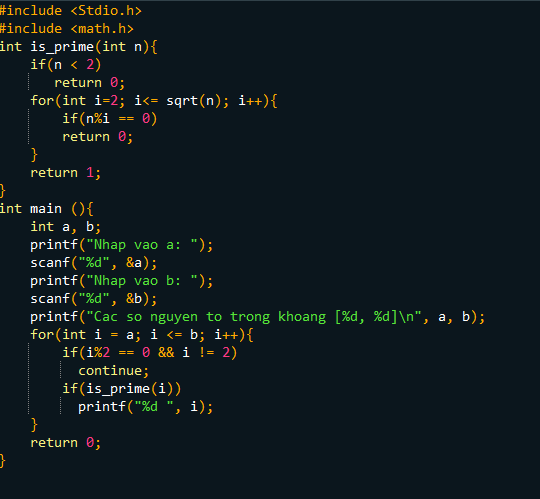 #include <Stdio.h>
#include <math.h>
int is_prime(int n){
    if(n < 2)
       return 0;
    for(int i=2; i<= sqrt(n); i++){
        if(n%i == 0)
        return 0;
    }
    return 1;
}
int main (){
    int a, b;
    printf("Nhap vao a: ");
    scanf("%d", &a);
    printf("Nhap vao b: ");
    scanf("%d", &b);
    printf("Cac so nguyen to trong khoang [%d, %d]\n", a, b);
    for(int i = a; i <= b; i++){
        if(i%2 == 0 && i != 2)
          continue;
        if(is_prime(i))
          printf("%d ", i);
    }
    return 0;
}